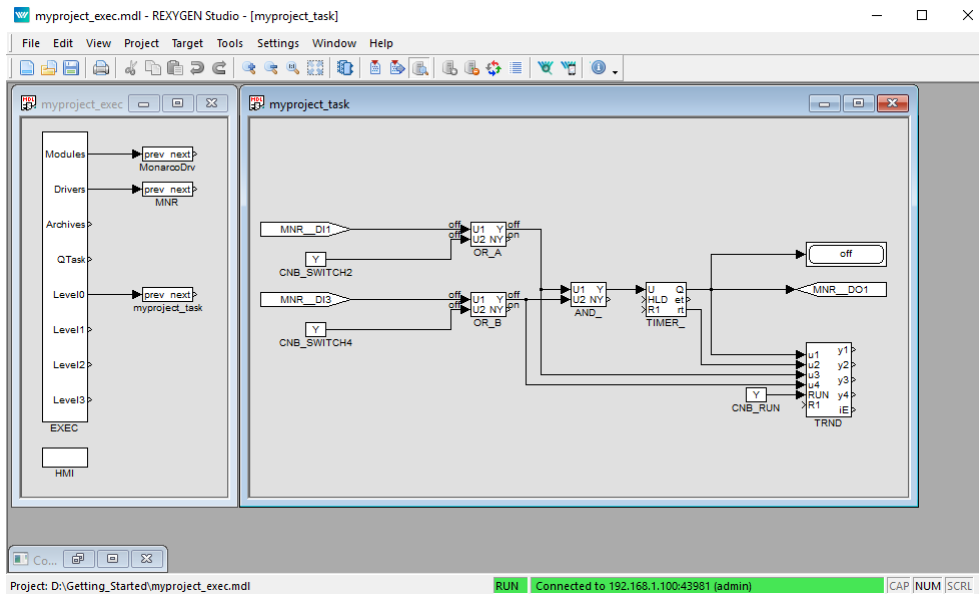 myproject_exec.mdl - REXYGEN Studio - [myproject_task]
File Edit View Project Target Tools Settings Window Help
myproject_exec
myproject_task
Modules
prev next
MonarcoDrv
Drivers
prev next
MNR
Archives
QTask
Level0
prev next
myproject_task
Level1
Level2
Level3
EXEC
HMI
MNR__DI1
off U1 Y off
off U2 NY on
OR_A
Y
CNB_SWITCH2
MNR__DI3
off U1 Y off
off U2 NY on
OR_B
Y
CNB_SWITCH4
U1 Y
U2 NY
AND_
U Q
HLD et
R1 rt
TIMER_
off
MNR__DO1
u1 y1
u2 y2
u3 y3
u4 y4
RUN
R1 iE
TRND
Y
CNB_RUN
Co...
Project: D:\Getting_Started\myproject_exec.mdl RUN Connected to 192.168.1.100:43981 (admin) CAP NUM SCRL